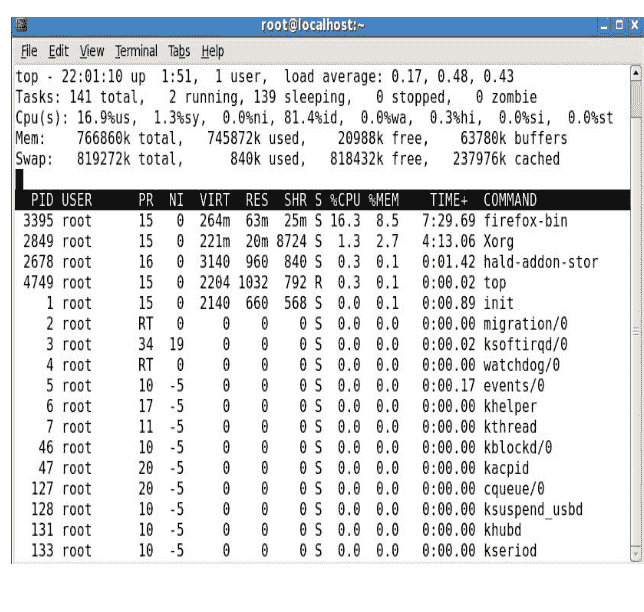 root@localhost:~
File Edit View Terminal Tabs Help
top - 22:01:10 up 1:51, 1 user, load average: 0.17, 0.48, 0.43
Tasks: 141 total, 2 running, 139 sleeping, 0 stopped, 0 zombie
Cpu(s): 16.9%us, 1.3%sy, 0.0%ni, 81.4%id, 0.0%wa, 0.3%hi, 0.0%si, 0.0%st
Mem: 766860k total, 745872k used, 20988k free, 63780k buffers
Swap: 819272k total, 840k used, 818432k free, 237976k cached
PID USER PR NI VIRT RES SHR S %CPU %MEM TIME+ COMMAND
3395 root 15 0 264m 63m 25m S 16.3 8.5 7:29.69 firefox-bin
2849 root 15 0 221m 20m 8724 S 1.3 2.7 4:13.06 Xorg
2678 root 16 0 3140 960 840 S 0.3 0.1 0:01.42 hald-addon-stor
4749 root 15 0 2204 1032 792 R 0.3 0.1 0:00.02 top
1 root 15 0 2140 660 568 S 0.0 0.1 0:00.89 init
2 root RT 0 0 0 0 S 0.0 0.0 0:00.00 migration/0
3 root 34 19 0 0 0 S 0.0 0.0 0:00.02 ksoftirqd/0
4 root RT 0 0 0 0 S 0.0 0.0 0:00.00 watchdog/0
5 root 10 -5 0 0 0 S 0.0 0.0 0:00.17 events/0
6 root 17 -5 0 0 0 S 0.0 0.0 0:00.00 khelper
7 root 11 -5 0 0 0 S 0.0 0.0 0:00.00 kthread
46 root 10 -5 0 0 0 S 0.0 0.0 0:00.00 kblockd/0
47 root 20 -5 0 0 0 S 0.0 0.0 0:00.00 kacpid
127 root 20 -5 0 0 0 S 0.0 0.0 0:00.00 cqueue/0
128 root 10 -5 0 0 0 S 0.0 0.0 0:00.00 ksuspend_usbd
131 root 10 -5 0 0 0 S 0.0 0.0 0:00.00 khubd
133 root 10 -5 0 0 0 S 0.0 0.0 0:00.00 kseriod